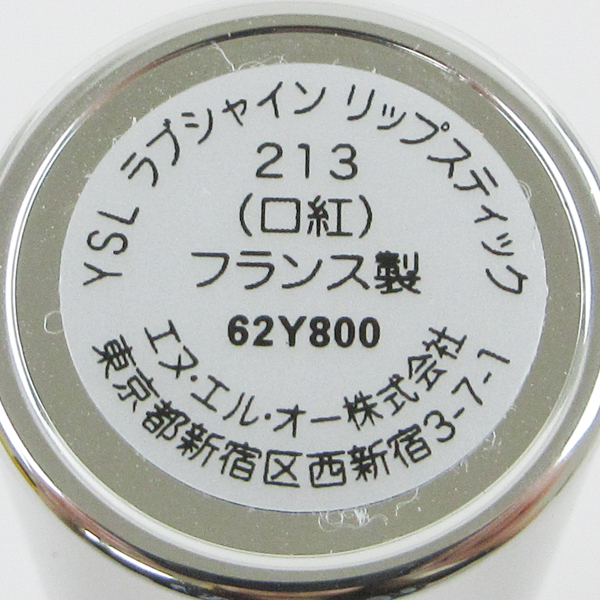 YSL ラブシャイン リップスティック
213
(口紅)
フランス製
62Y800
エヌ・エル・オー株式会社
東京都新宿区西新宿3-7-1